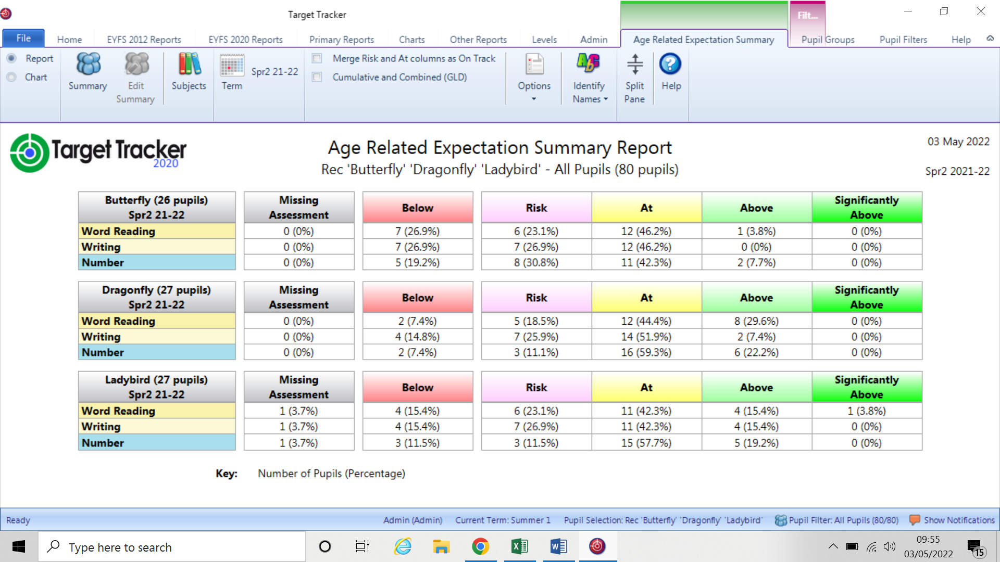 Target Tracker
Filt...
File Home EYFS 2012 Reports EYFS 2020 Reports Primary Reports Charts Other Reports Levels Admin Age Related Expectation Summary Pupil Groups Pupil Filters Help
Report
Chart
Summary
Edit Summary
Subjects
Term
Spr2 21-22
Merge Risk and At columns as On Track
Cumulative and Combined (GLD)
Options
Identify Names
Split Pane
Help
Target Tracker
2020
Age Related Expectation Summary Report
Rec 'Butterfly' 'Dragonfly' 'Ladybird' - All Pupils (80 pupils)
03 May 2022
Spr2 2021-22
Butterfly (26 pupils) Spr2 21-22 Missing Assessment Below Risk At Above Significantly Above
Word Reading 0 (0%) 7 (26.9%) 6 (23.1%) 12 (46.2%) 1 (3.8%) 0 (0%)
Writing 0 (0%) 7 (26.9%) 7 (26.9%) 12 (46.2%) 0 (0%) 0 (0%)
Number 0 (0%) 5 (19.2%) 8 (30.8%) 11 (42.3%) 2 (7.7%) 0 (0%)
Dragonfly (27 pupils) Spr2 21-22 Missing Assessment Below Risk At Above Significantly Above
Word Reading 0 (0%) 2 (7.4%) 5 (18.5%) 12 (44.4%) 8 (29.6%) 0 (0%)
Writing 0 (0%) 4 (14.8%) 7 (25.9%) 14 (51.9%) 2 (7.4%) 0 (0%)
Number 0 (0%) 2 (7.4%) 3 (11.1%) 16 (59.3%) 6 (22.2%) 0 (0%)
Ladybird (27 pupils) Spr2 21-22 Missing Assessment Below Risk At Above Significantly Above
Word Reading 1 (3.7%) 4 (15.4%) 6 (23.1%) 11 (42.3%) 4 (15.4%) 1 (3.8%)
Writing 1 (3.7%) 4 (15.4%) 7 (26.9%) 11 (42.3%) 4 (15.4%) 0 (0%)
Number 1 (3.7%) 3 (11.5%) 3 (11.5%) 15 (57.7%) 5 (19.2%) 0 (0%)
Key: Number of Pupils (Percentage)
Ready Admin (Admin) Current Term: Summer 1 Pupil Selection: Rec 'Butterfly' 'Dragonfly' 'Ladybird' Pupil Filter: All Pupils (80/80) Show Notifications
Type here to search
09:55
03/05/2022
15